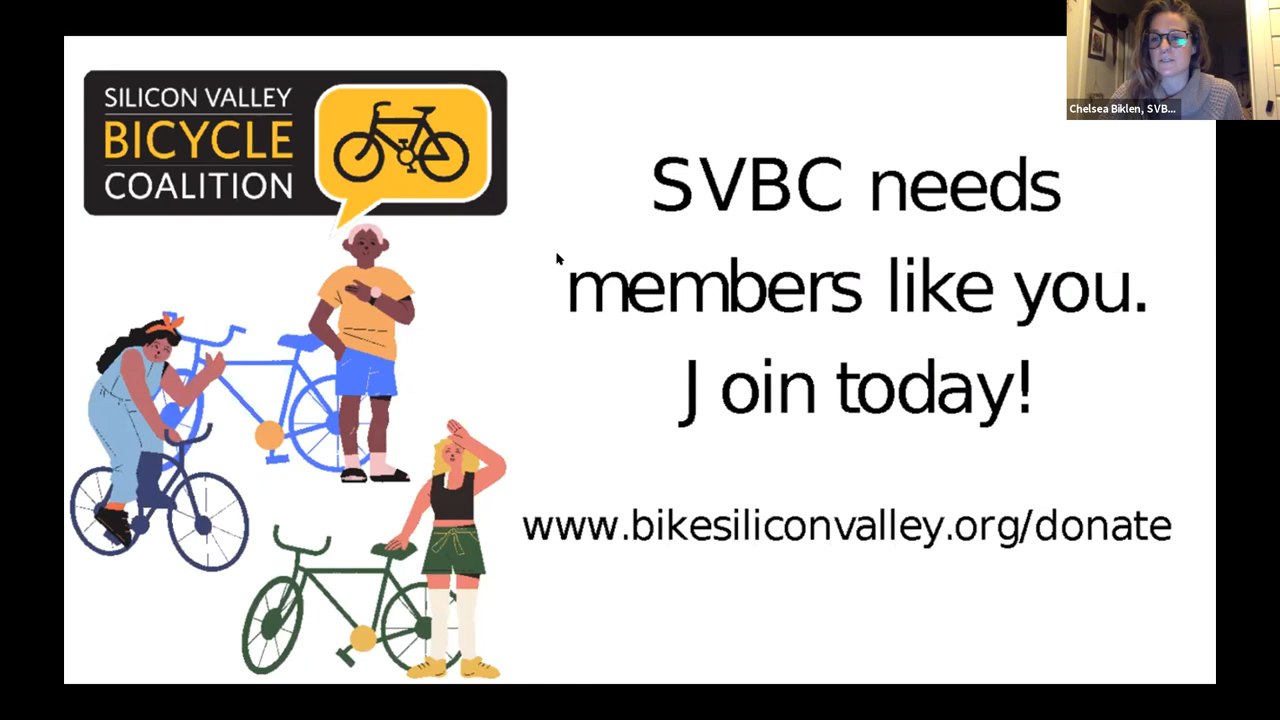 SILICON VALLEY
BICYCLE
COALITION
Chelsea Biklen, SVB...
SVBC needs
members like you.
Join today!
www.bikesiliconvalley.org/donate